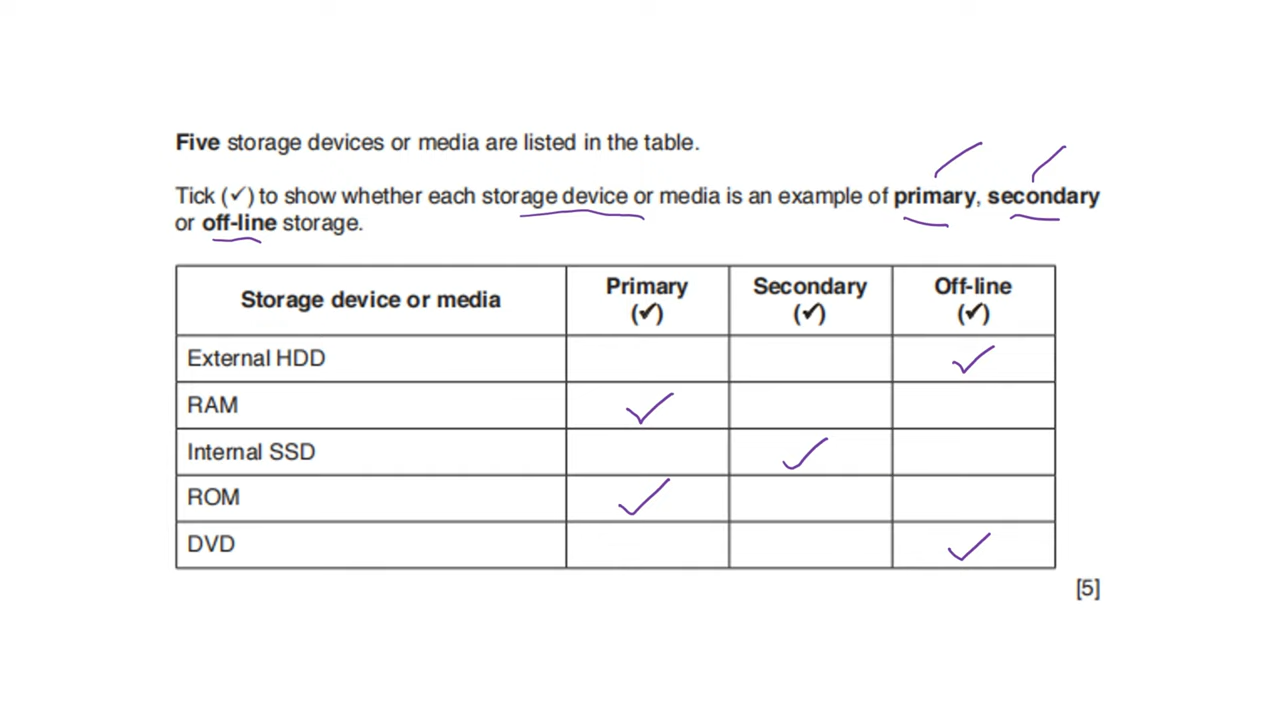 Five storage devices or media are listed in the table.
Tick (✓) to show whether each storage device or media is an example of primary, secondary
or off-line storage.
Storage device or media Primary (✓) Secondary (✓) Off-line (✓)
External HDD ✓
RAM ✓
Internal SSD ✓
ROM ✓
DVD ✓
[5]